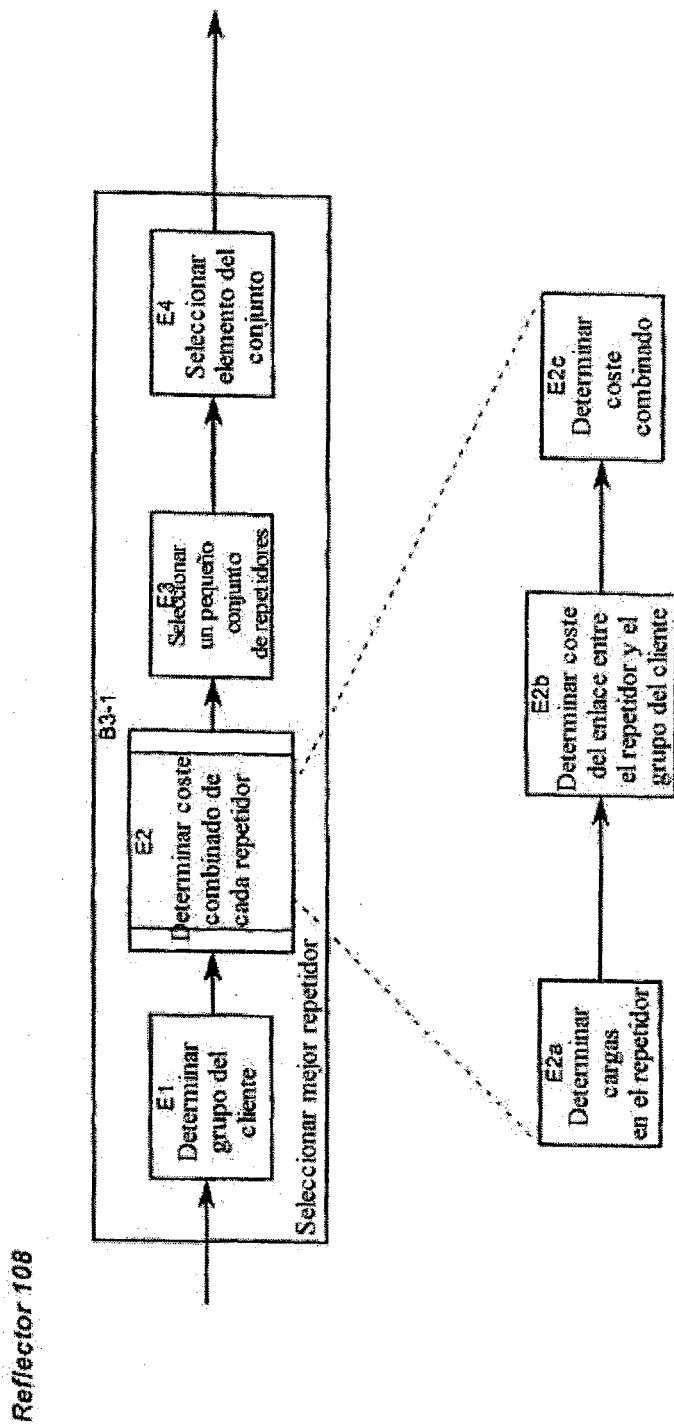 Reflector 108
B3-1
E1
Determinar
grupo del
cliente
E2
Determinar coste
combinado de
cada repetidor
E3
Seleccionar
un pequeño
conjunto
de repetidores
E4
Seleccionar
elemento del
conjunto
Seleccionar mejor repetidor
E2a
Determinar
cargas
en el repetidor
E2b
Determinar coste
del enlace entre
el repetidor y el
grupo del cliente
E2c
Determinar
coste
combinado